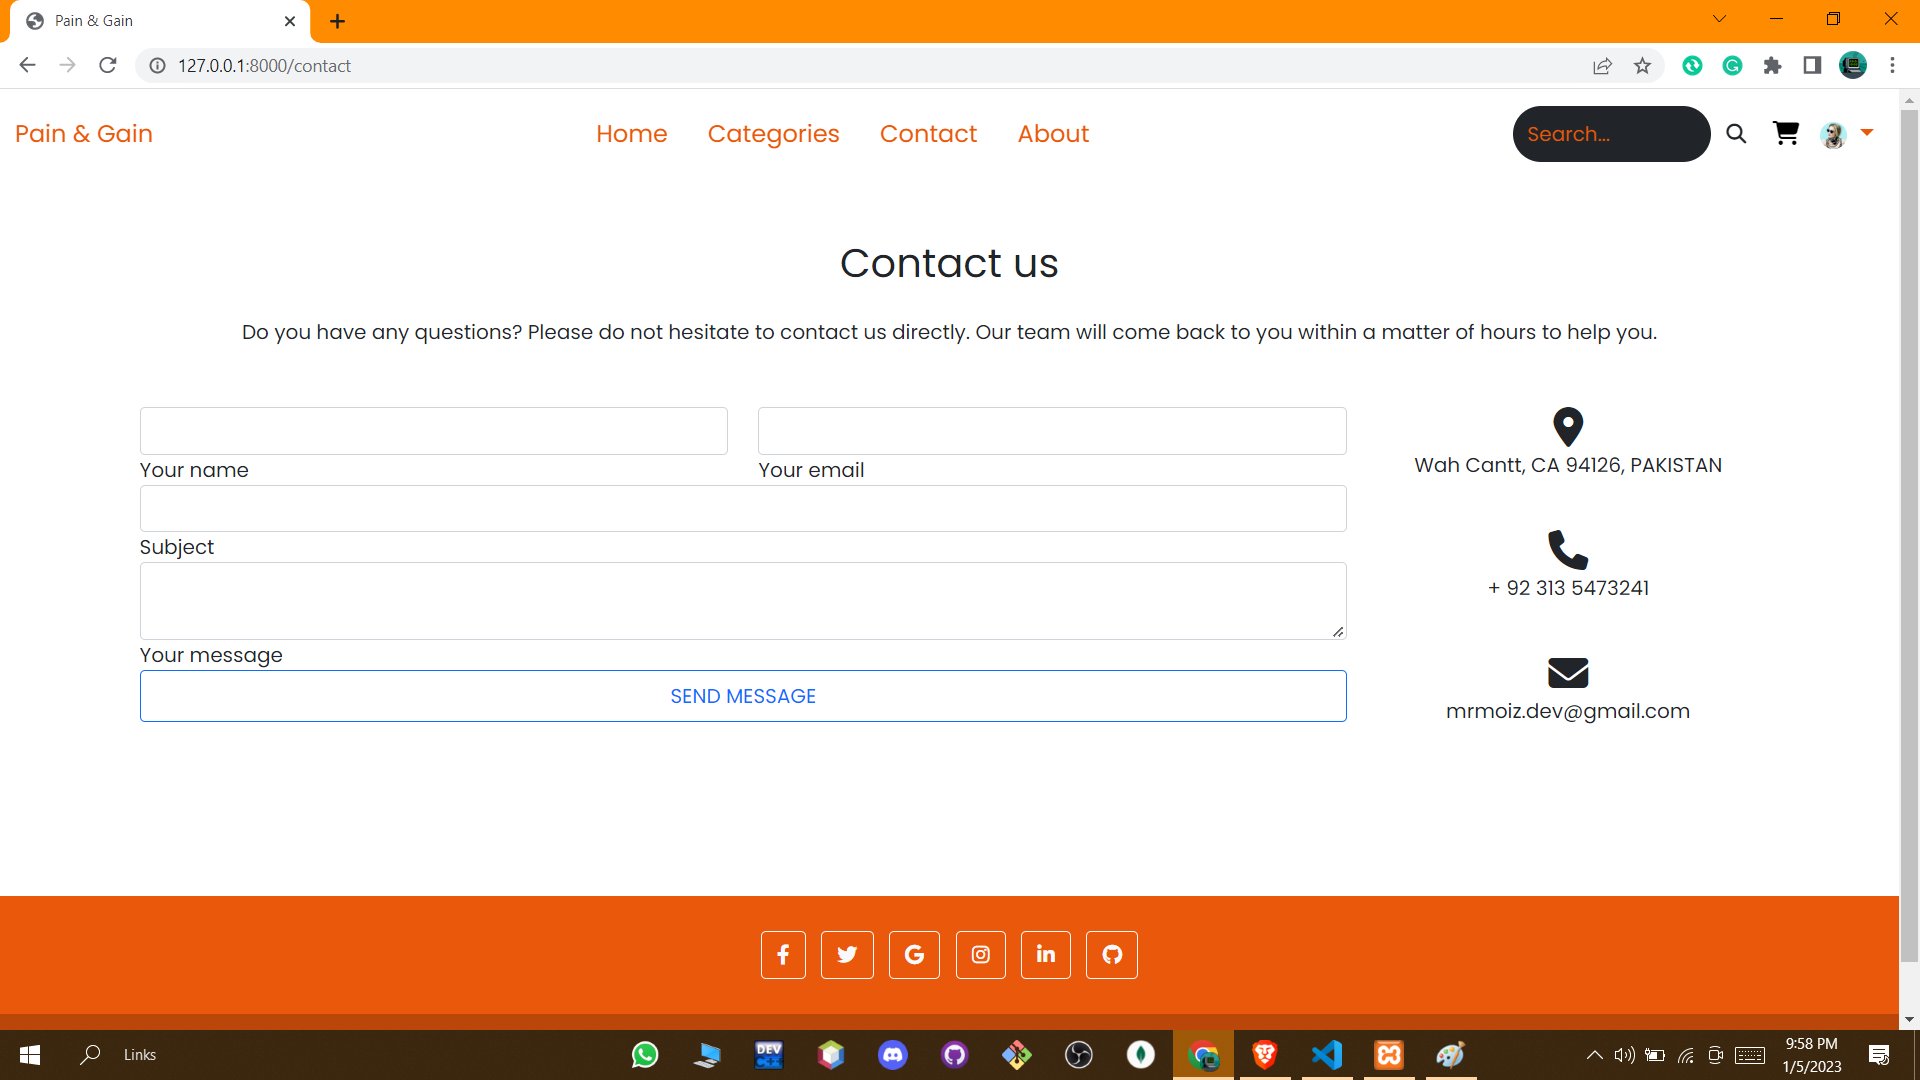 Pain & Gain
127.0.0.1:8000/contact
Pain & Gain
Home
Categories
Contact
About
Search...
Contact us
Do you have any questions? Please do not hesitate to contact us directly. Our team will come back to you within a matter of hours to help you.
Your name
Your email
Subject
Your message
SEND MESSAGE
Wah Cantt, CA 94126, PAKISTAN
+ 92 313 5473241
mrmoiz.dev@gmail.com
Links
DEV
C++
9:58 PM
1/5/2023